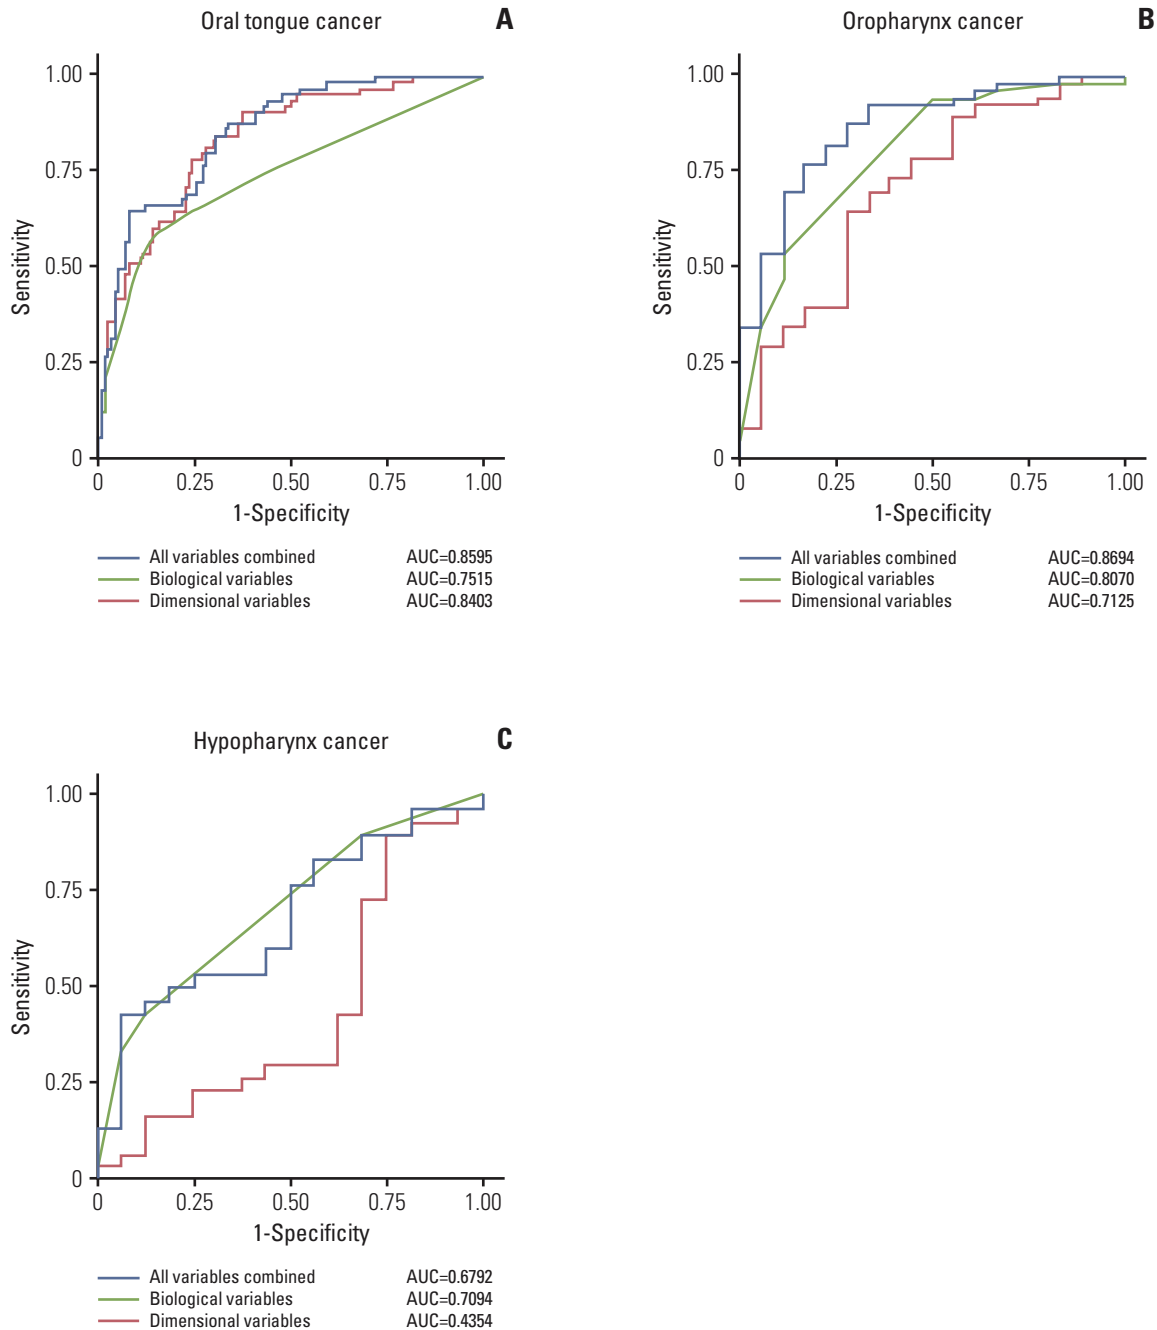 Oral tongue cancer A
1.00
0.75
0.50
0.25
0
Sensitivity
0 0.25 0.50 0.75 1.00
1-Specificity
All variables combined AUC=0.8595
Biological variables AUC=0.7515
Dimensional variables AUC=0.8403
Oropharynx cancer B
1.00
0.75
0.50
0.25
0
Sensitivity
0 0.25 0.50 0.75 1.00
1-Specificity
All variables combined AUC=0.8694
Biological variables AUC=0.8070
Dimensional variables AUC=0.7125
Hypopharynx cancer C
1.00
0.75
0.50
0.25
0
Sensitivity
0 0.25 0.50 0.75 1.00
1-Specificity
All variables combined AUC=0.6792
Biological variables AUC=0.7094
Dimensional variables AUC=0.4354